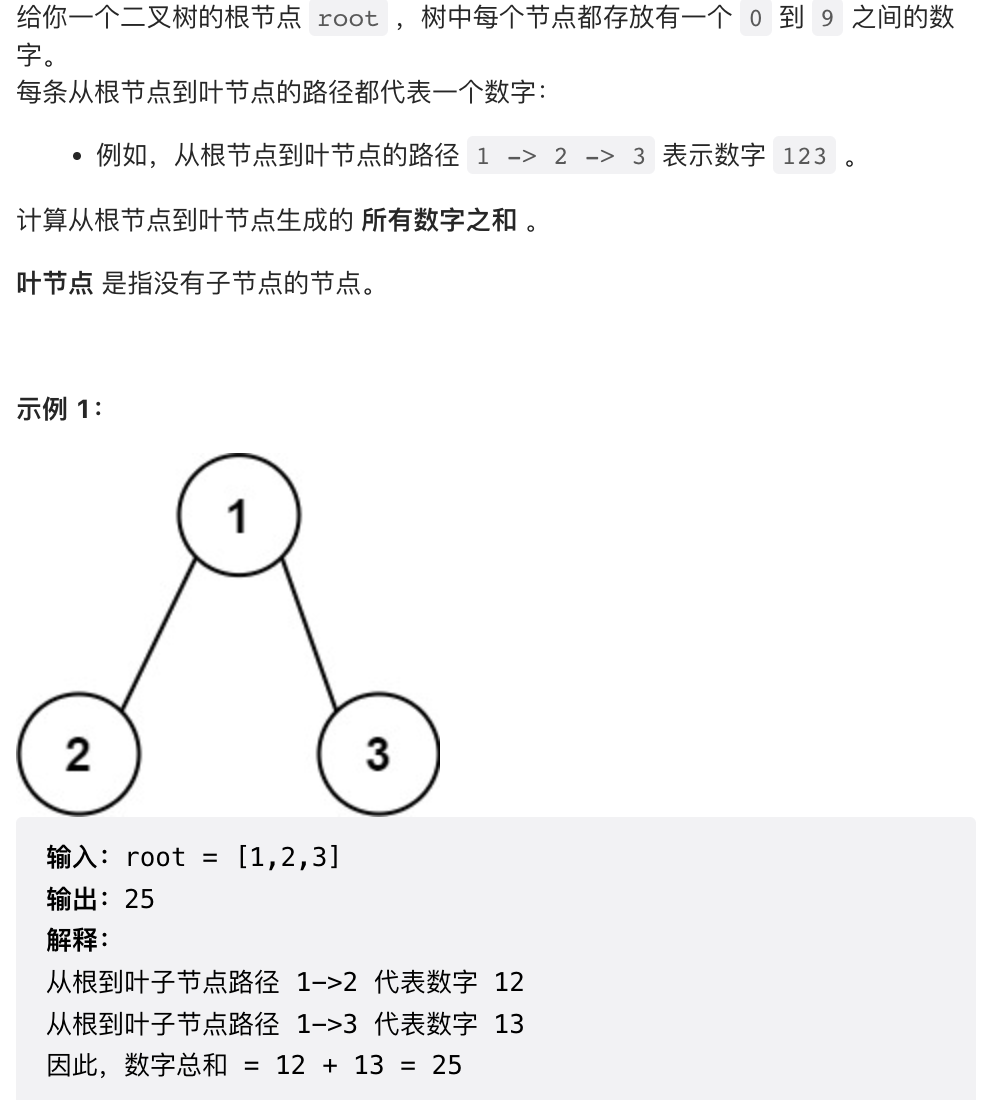 给你一个二叉树的根节点 root ，树中每个节点都存放有一个 0 到 9 之间的数
字。
每条从根节点到叶节点的路径都代表一个数字：
• 例如，从根节点到叶节点的路径 1 -> 2 -> 3 表示数字 123 。
计算从根节点到叶节点生成的 所有数字之和 。
叶节点 是指没有子节点的节点。
示例 1：
1
2 3
输入：root = [1,2,3]
输出：25
解释：
从根到叶子节点路径 1->2 代表数字 12
从根到叶子节点路径 1->3 代表数字 13
因此，数字总和 = 12 + 13 = 25